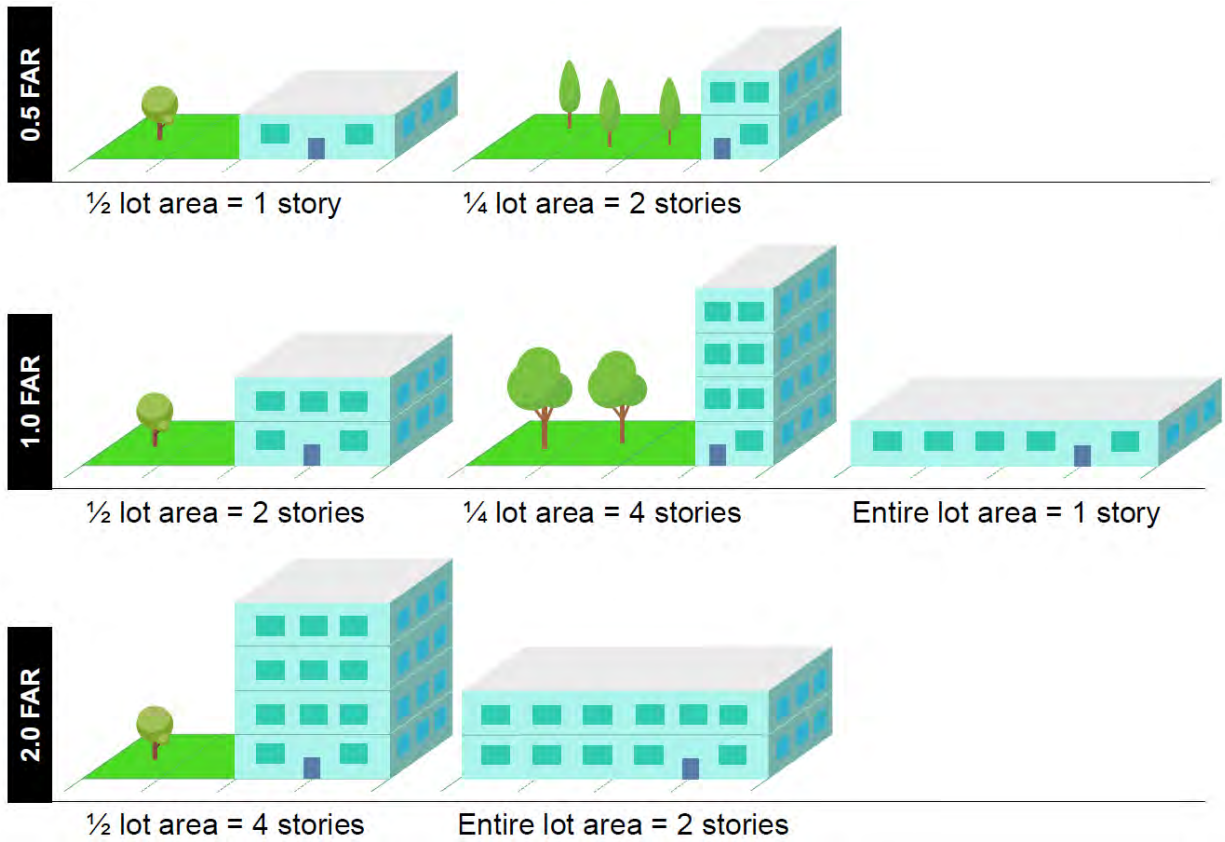 0.5 FAR
½ lot area = 1 story
¼ lot area = 2 stories
1.0 FAR
½ lot area = 2 stories
¼ lot area = 4 stories
Entire lot area = 1 story
2.0 FAR
½ lot area = 4 stories
Entire lot area = 2 stories